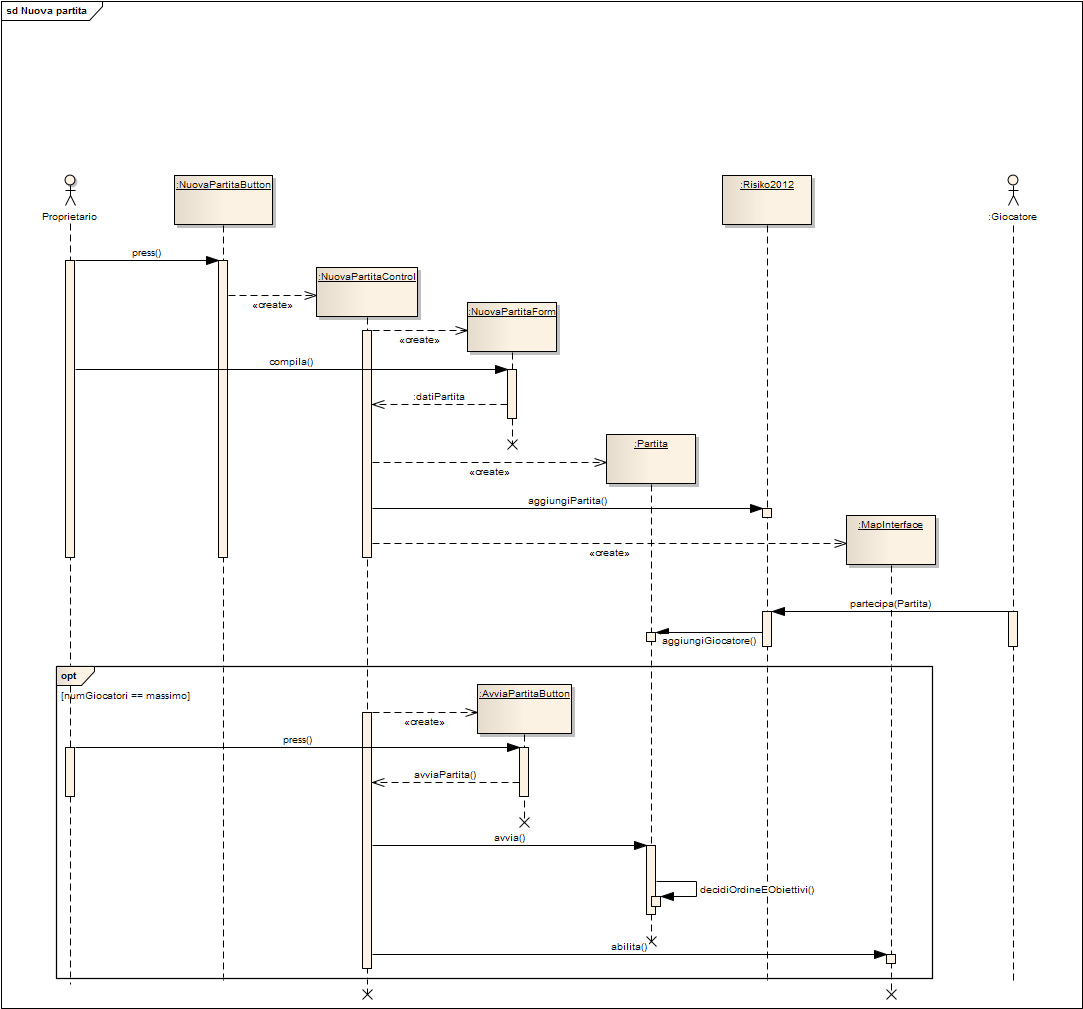 sd Nuova partita
:NuovaPartitaButton
:Risiko2012
Proprietario
:Giocatore
press()
:NuovaPartitaControl
«create»
:NuovaPartitaForm
«create»
compila()
:datiPartita
:Partita
«create»
aggiungiPartita()
:MapInterface
«create»
partecipa(Partita)
aggiungiGiocatore()
opt
[numGiocatori == massimo]
:AvviaPartitaButton
«create»
press()
avviaPartita()
avvia()
decidiOrdineEObiettivi()
abilita()